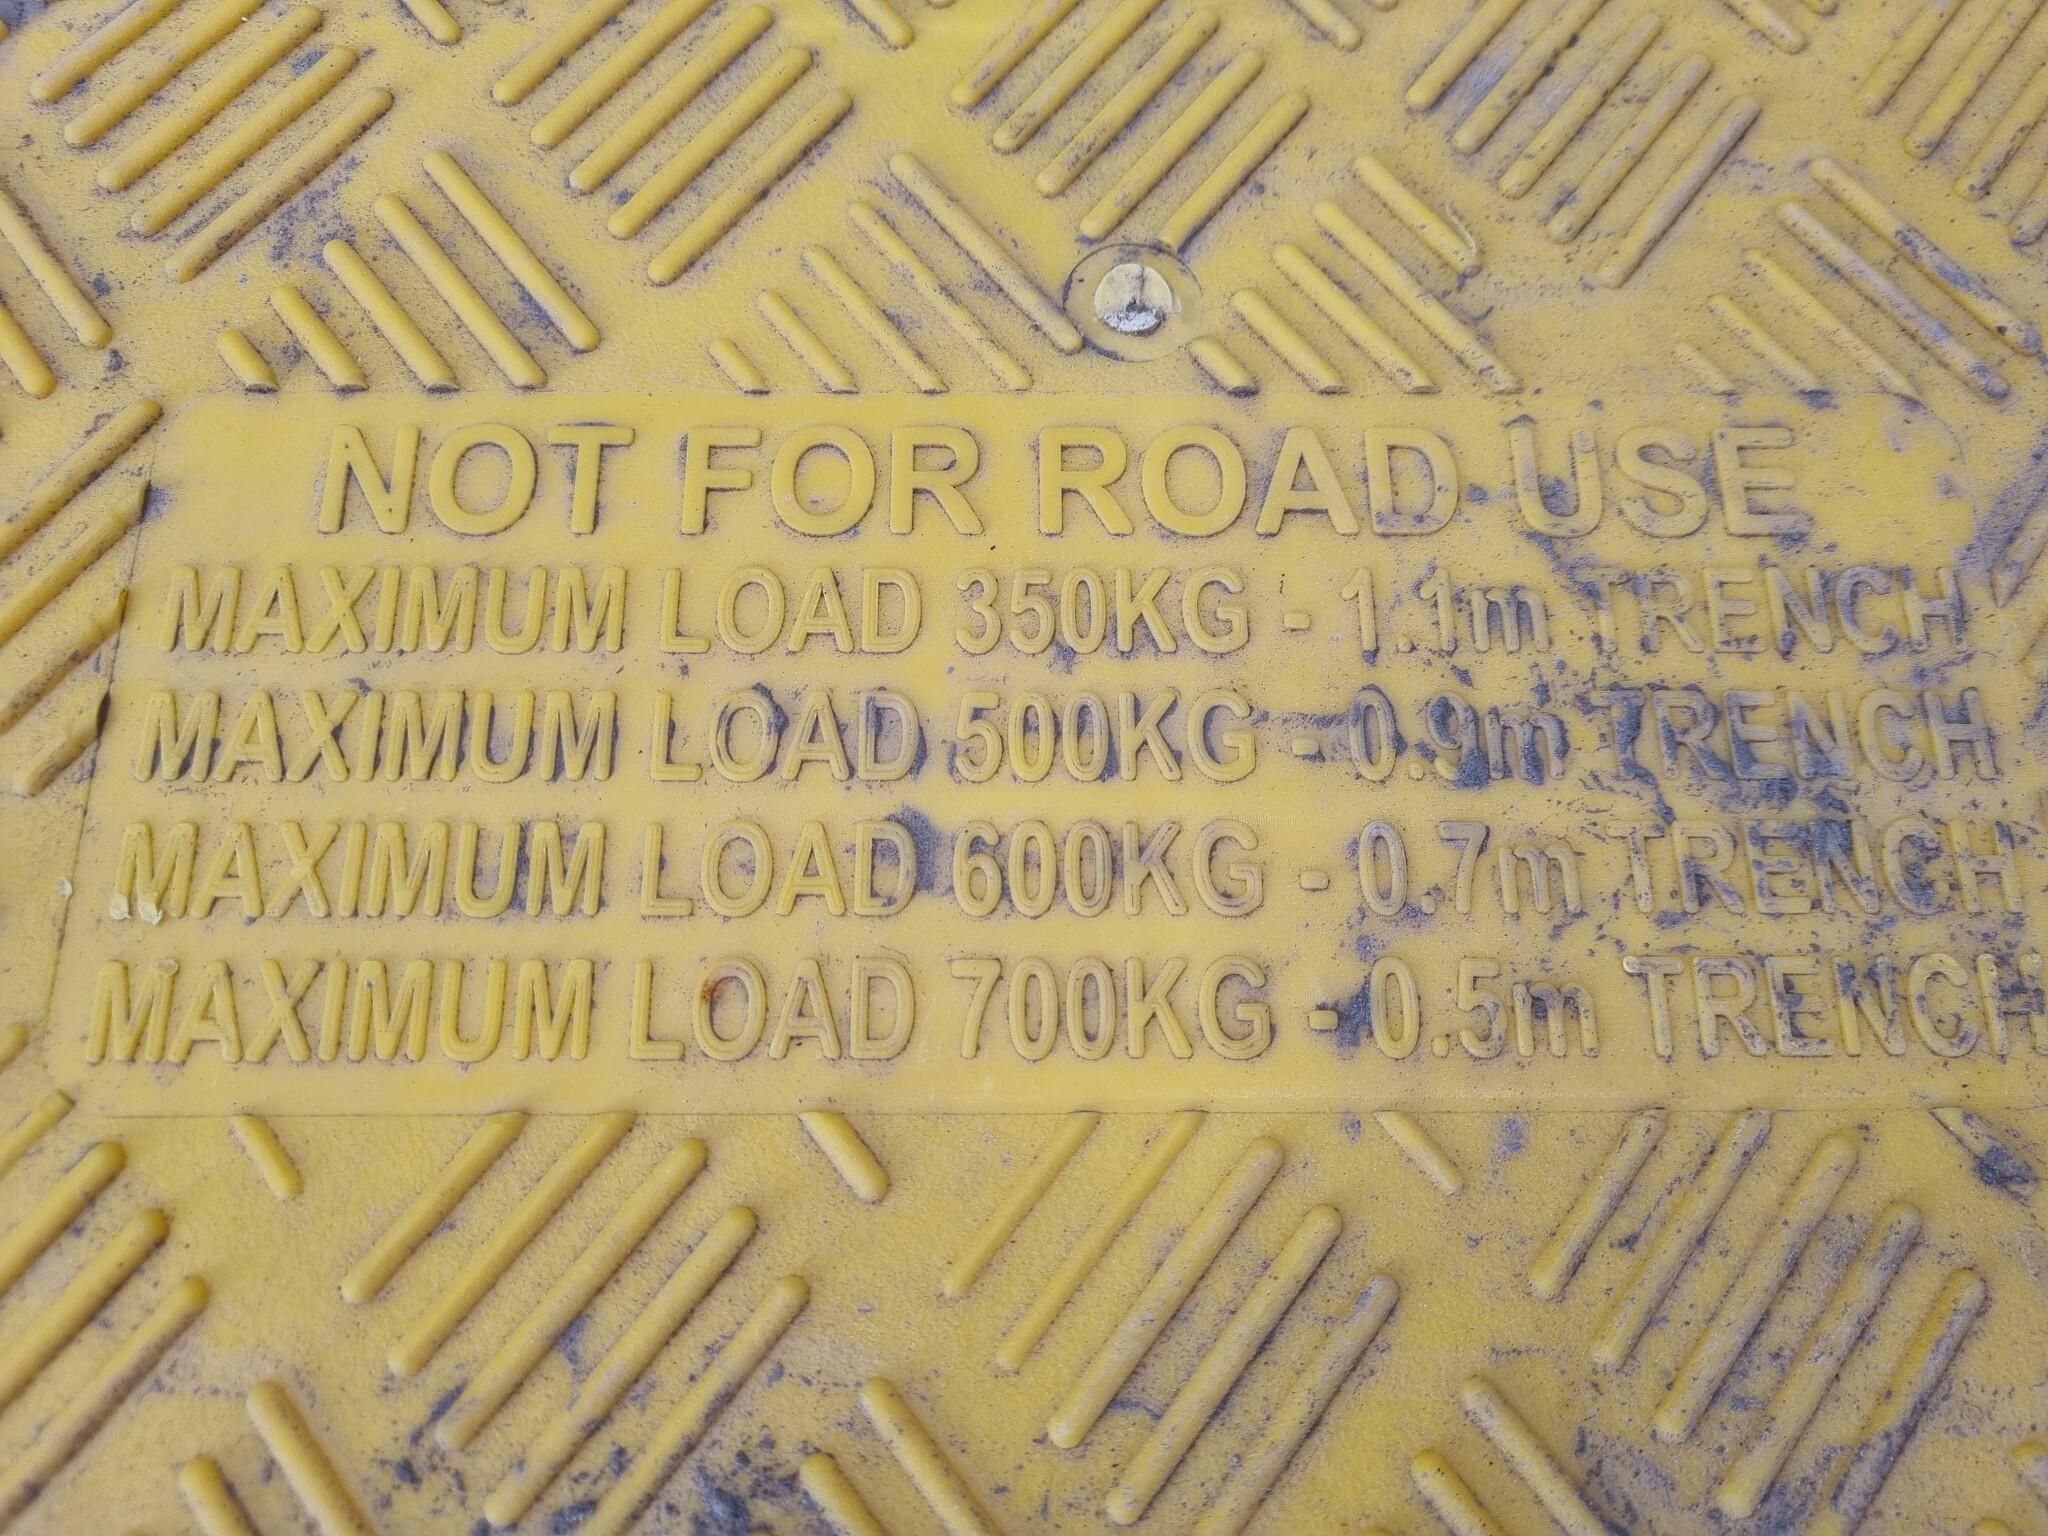 NOT FOR ROAD USE
MAXIMUM LOAD 350KG - 1.1m TRENCH
MAXIMUM LOAD 500KG - 0.9m TRENCH
MAXIMUM LOAD 600KG - 0.7m TRENCH
MAXIMUM LOAD 700KG - 0.5m TRENCH